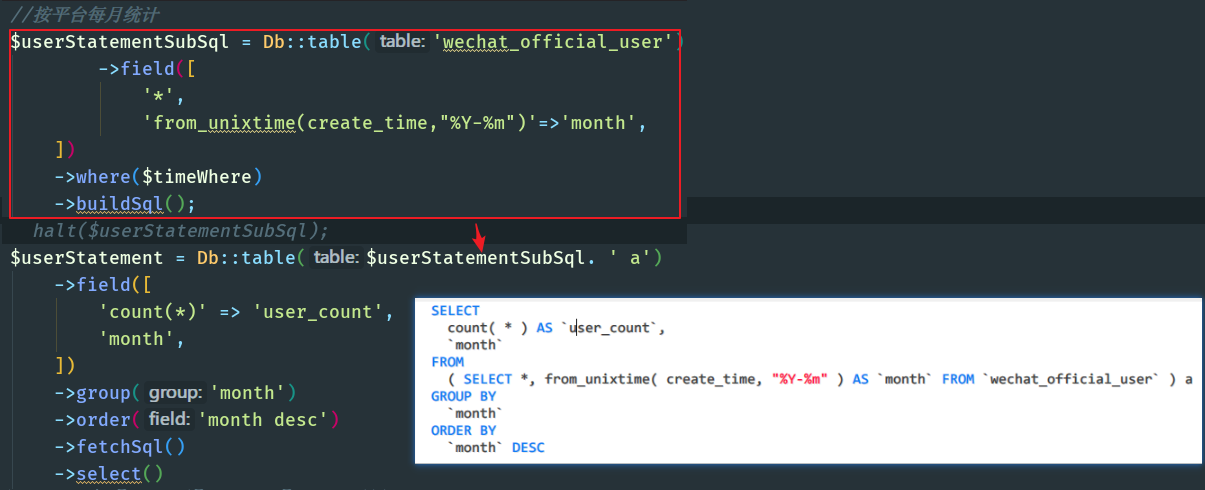 //按平台每月统计
$userStatementSubSql = Db::table( table: 'wechat_official_user')
->field([
'*',
'from_unixtime(create_time,"%Y-%m")'=>'month',
])
->where($timeWhere)
->buildSql();
halt($userStatementSubSql);
$userStatement = Db::table( table: $userStatementSubSql. ' a')
->field([
'count(*)' => 'user_count',
'month',
])
->group( group: 'month')
->order( field: 'month desc')
->fetchSql()
->select()
SELECT
count( * ) AS `user_count`,
`month`
FROM
( SELECT *, from_unixtime( create_time, "%Y-%m" ) AS `month` FROM `wechat_official_user` ) a
GROUP BY
`month`
ORDER BY
`month` DESC